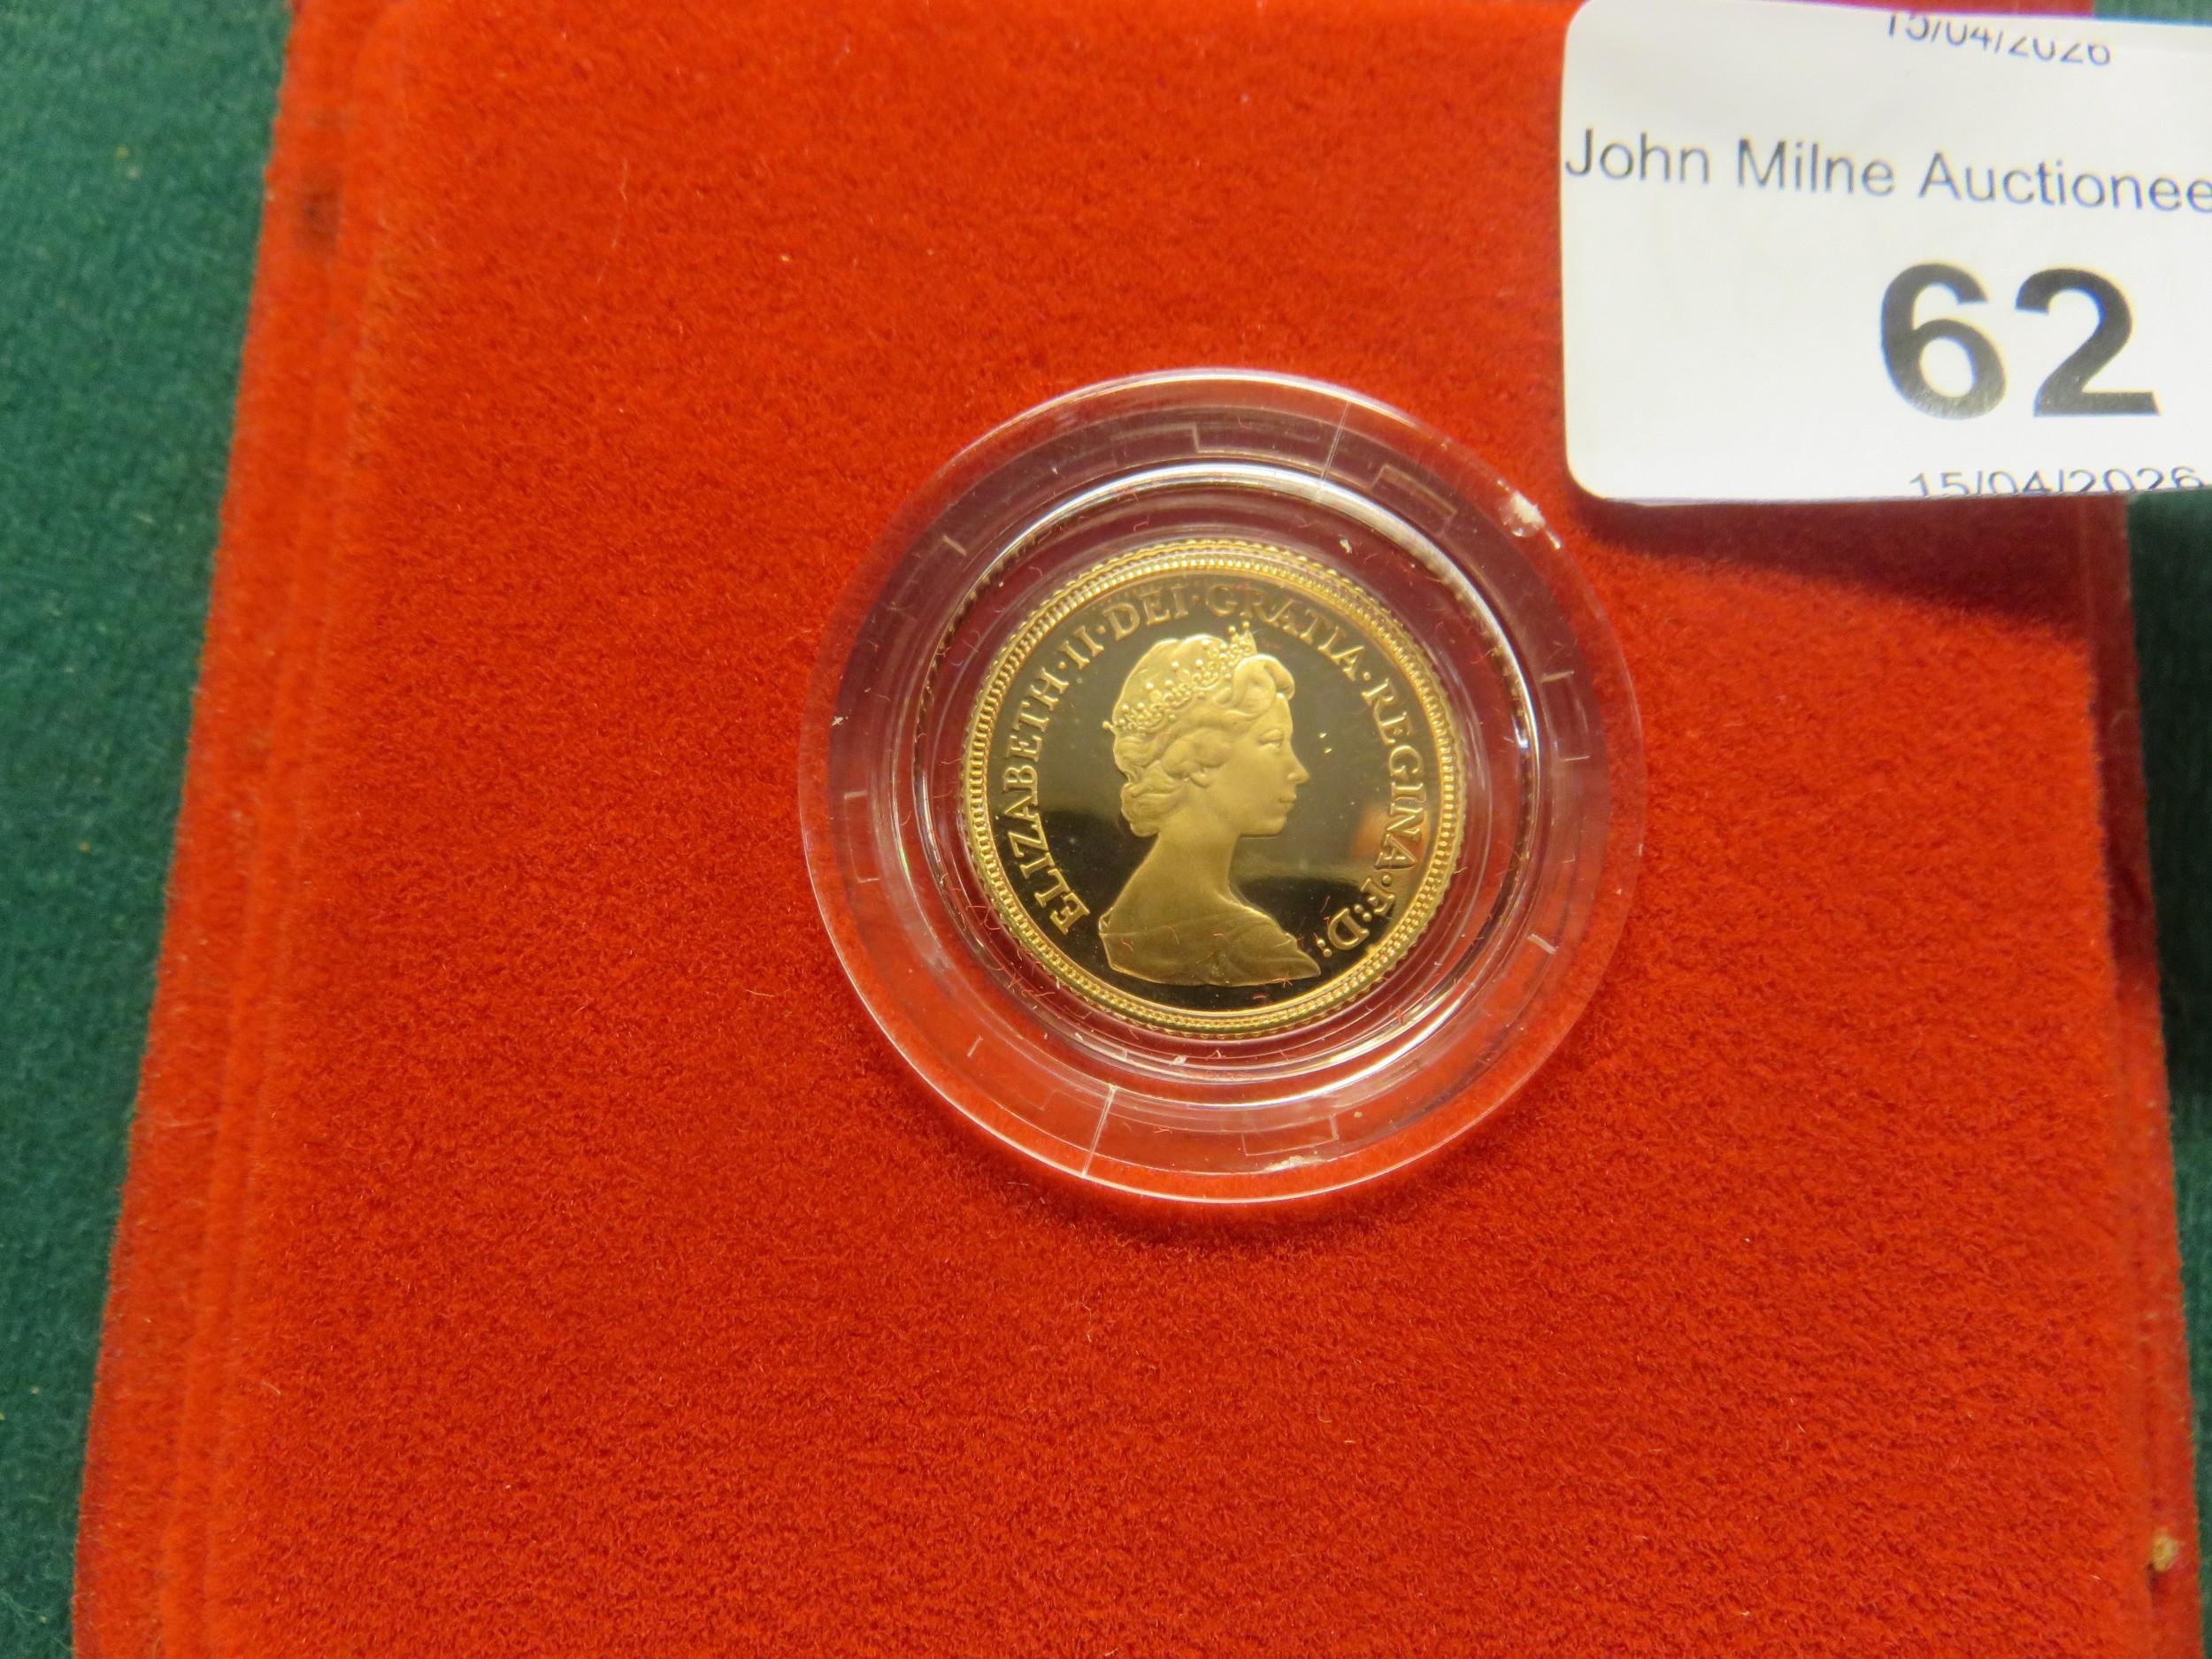 15/04/2026
John Milne Auctionee
62
15/04/2026
ELIZABETH·II·DEI·GRATIA·REGINA·F:D: